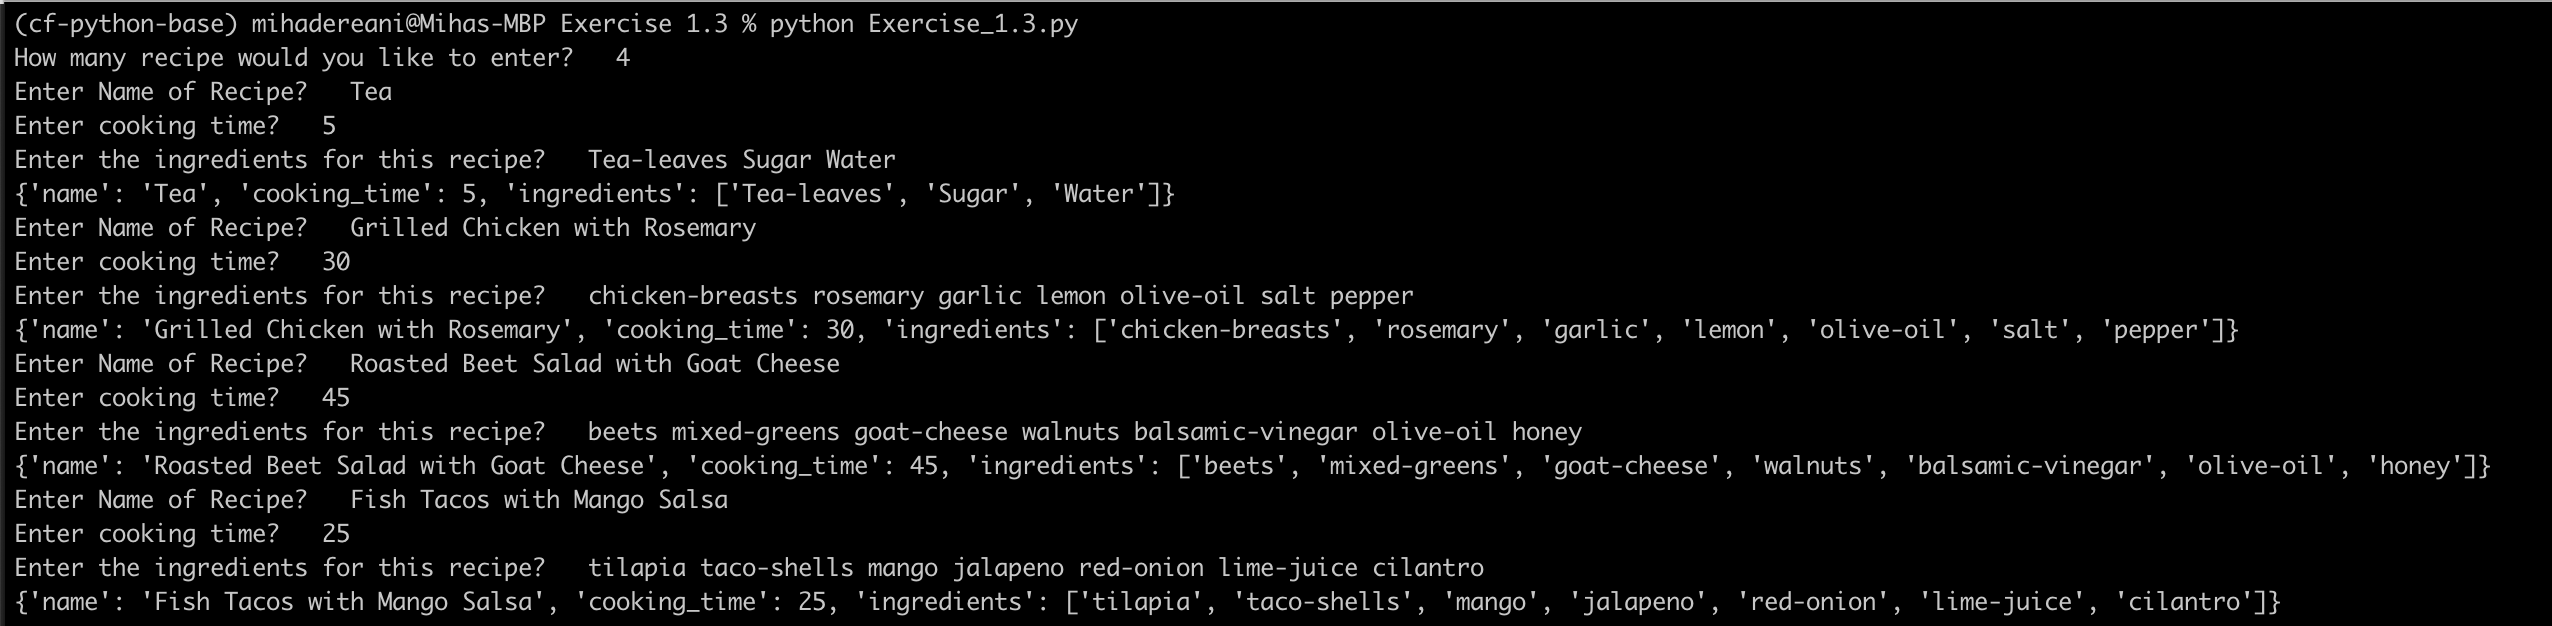 (cf-python-base) mihadereani@Mihas-MBP Exercise 1.3 % python Exercise_1.3.py
How many recipe would you like to enter?   4
Enter Name of Recipe?   Tea
Enter cooking time?   5
Enter the ingredients for this recipe?   Tea-leaves Sugar Water
{'name': 'Tea', 'cooking_time': 5, 'ingredients': ['Tea-leaves', 'Sugar', 'Water']}
Enter Name of Recipe?   Grilled Chicken with Rosemary
Enter cooking time?   30
Enter the ingredients for this recipe?   chicken-breasts rosemary garlic lemon olive-oil salt pepper
{'name': 'Grilled Chicken with Rosemary', 'cooking_time': 30, 'ingredients': ['chicken-breasts', 'rosemary', 'garlic', 'lemon', 'olive-oil', 'salt', 'pepper']}
Enter Name of Recipe?   Roasted Beet Salad with Goat Cheese
Enter cooking time?   45
Enter the ingredients for this recipe?   beets mixed-greens goat-cheese walnuts balsamic-vinegar olive-oil honey
{'name': 'Roasted Beet Salad with Goat Cheese', 'cooking_time': 45, 'ingredients': ['beets', 'mixed-greens', 'goat-cheese', 'walnuts', 'balsamic-vinegar', 'olive-oil', 'honey']}
Enter Name of Recipe?   Fish Tacos with Mango Salsa
Enter cooking time?   25
Enter the ingredients for this recipe?   tilapia taco-shells mango jalapeno red-onion lime-juice cilantro
{'name': 'Fish Tacos with Mango Salsa', 'cooking_time': 25, 'ingredients': ['tilapia', 'taco-shells', 'mango', 'jalapeno', 'red-onion', 'lime-juice', 'cilantro']}